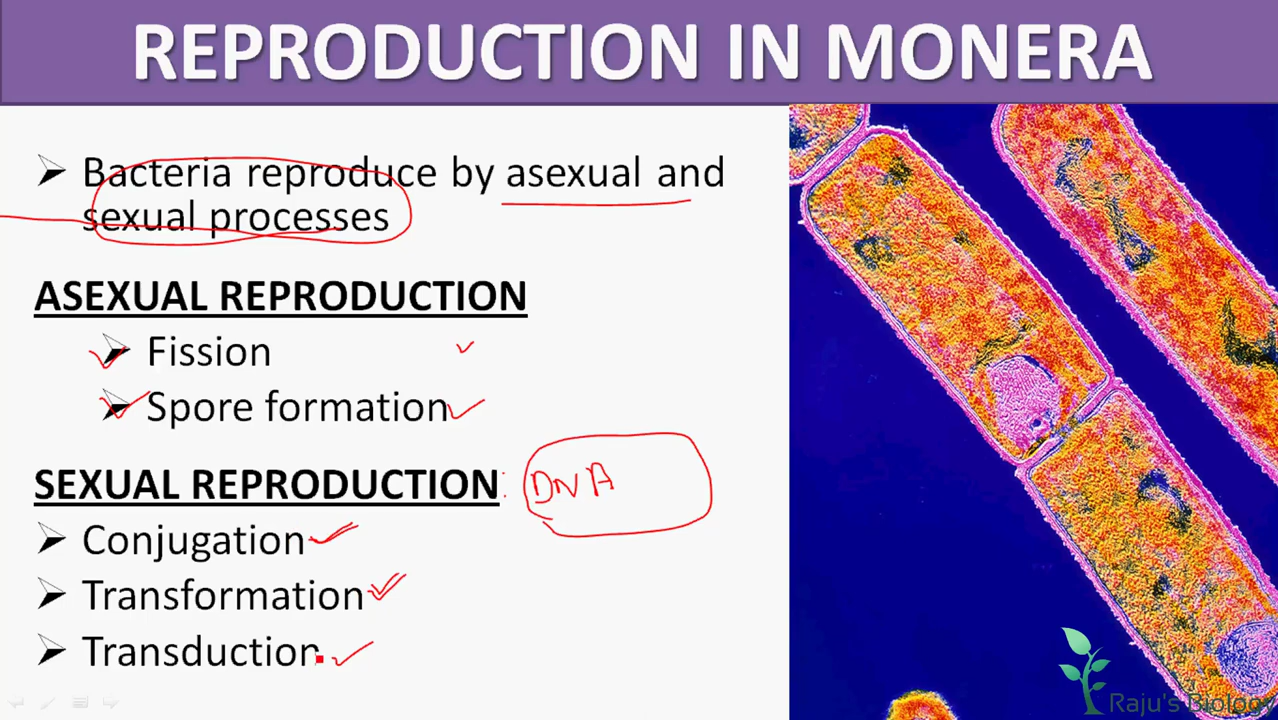 REPRODUCTION IN MONERA
Bacteria reproduce by asexual and
sexual processes
ASEXUAL REPRODUCTION
Fission
Spore formation
SEXUAL REPRODUCTION:
DNA
Conjugation
Transformation
Transduction
Raju's Biology